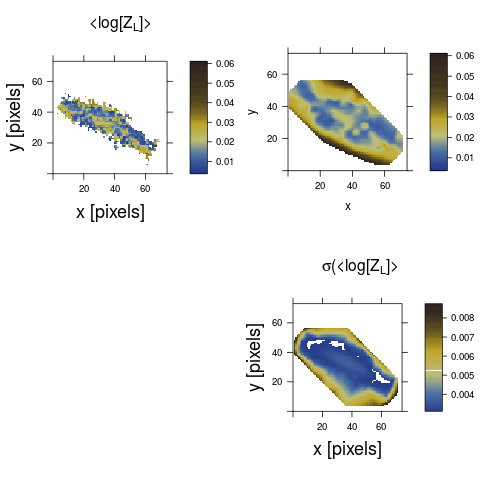 <log[Z_L]>
60
40
20
20 40 60
y [pixels]
x [pixels]
0.06
0.05
0.04
0.03
0.02
0.01
60
40
20
20 40 60
y
x
0.06
0.05
0.04
0.03
0.02
0.01
σ(<log[Z_L]>
60
40
20
20 40 60
y [pixels]
x [pixels]
0.008
0.007
0.006
0.005
0.004